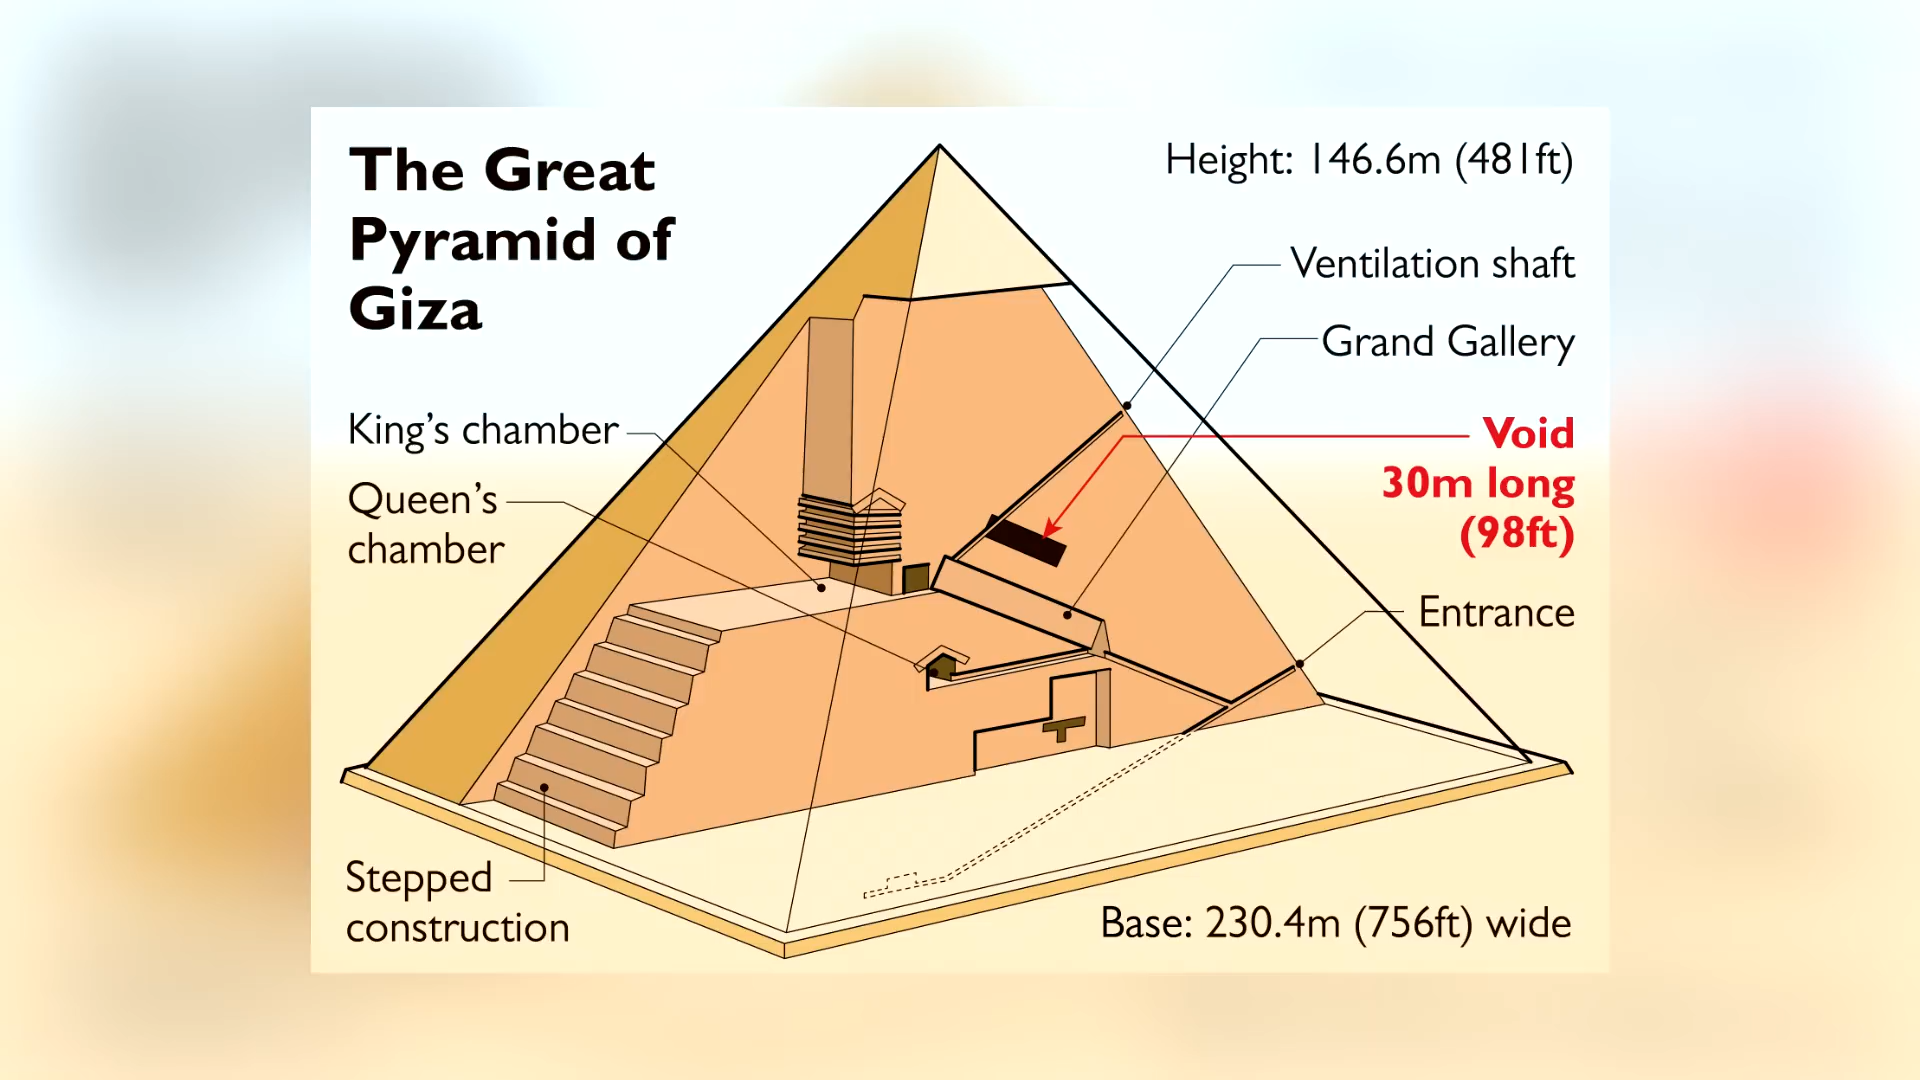 The Great
Pyramid of
Giza
Height: 146.6m (481ft)
Ventilation shaft
Grand Gallery
King's chamber
Void
30m long
(98ft)
Queen's
chamber
Entrance
Stepped
construction
Base: 230.4m (756ft) wide